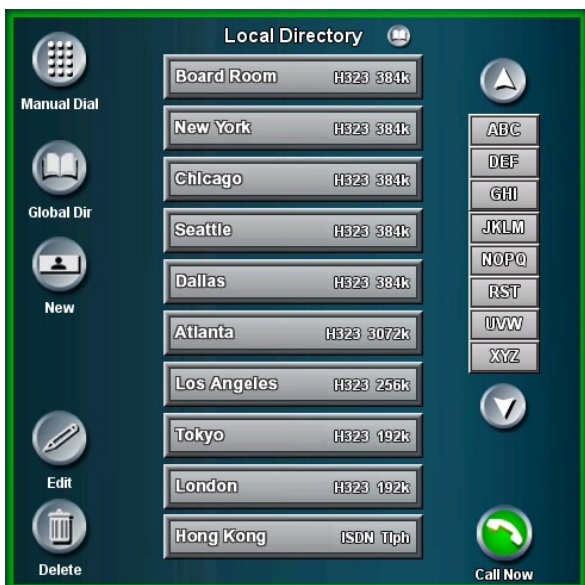 Local Directory
Manual Dial
Global Dir
New
Edit
Delete
Board Room H323 384k
New York H323 384k
Chicago H323 384k
Seattle H323 384k
Dallas H323 384k
Atlanta H323 3072k
Los Angeles H323 256k
Tokyo H323 192k
London H323 192k
Hong Kong ISDN Tlph
ABC
DEF
GHI
JKLM
NOPQ
RST
UVW
XYZ
Call Now